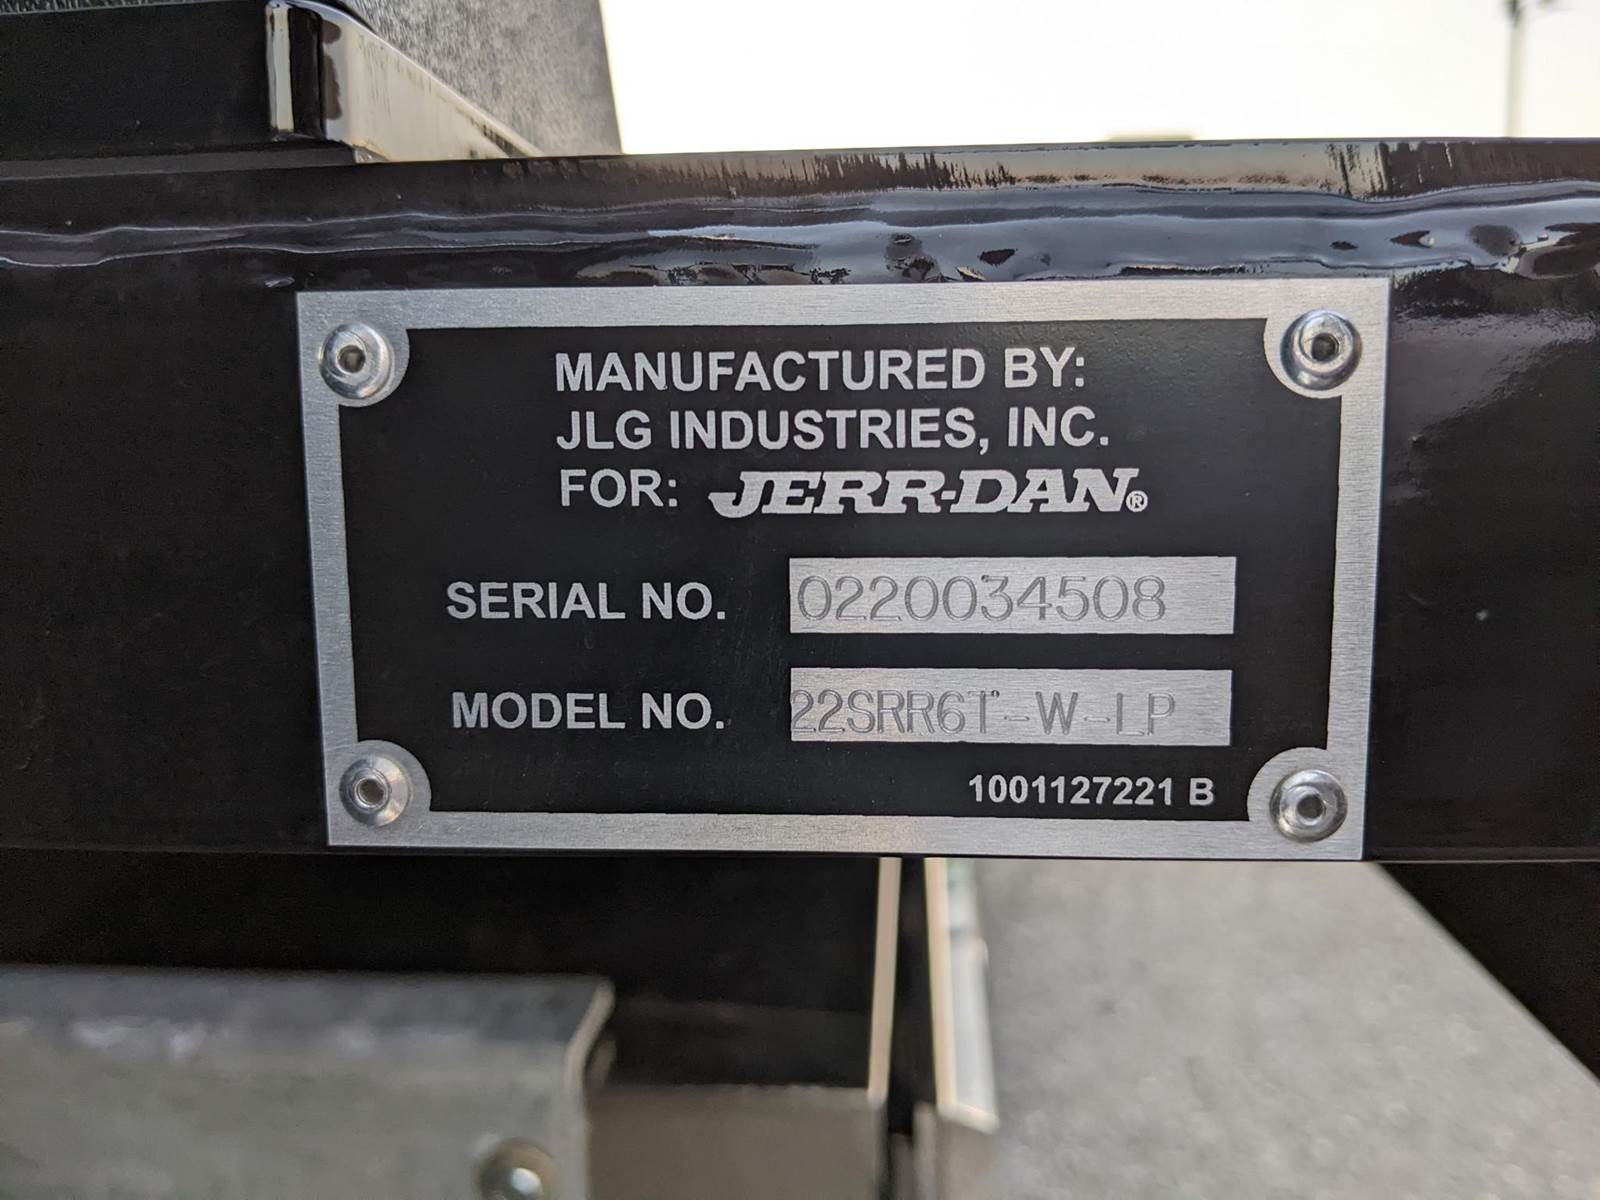 MANUFACTURED BY:
JLG INDUSTRIES, INC.
FOR: JERR-DAN®
SERIAL NO. 0220034508
MODEL NO. 22SRR6T-W-LP
1001127221 B